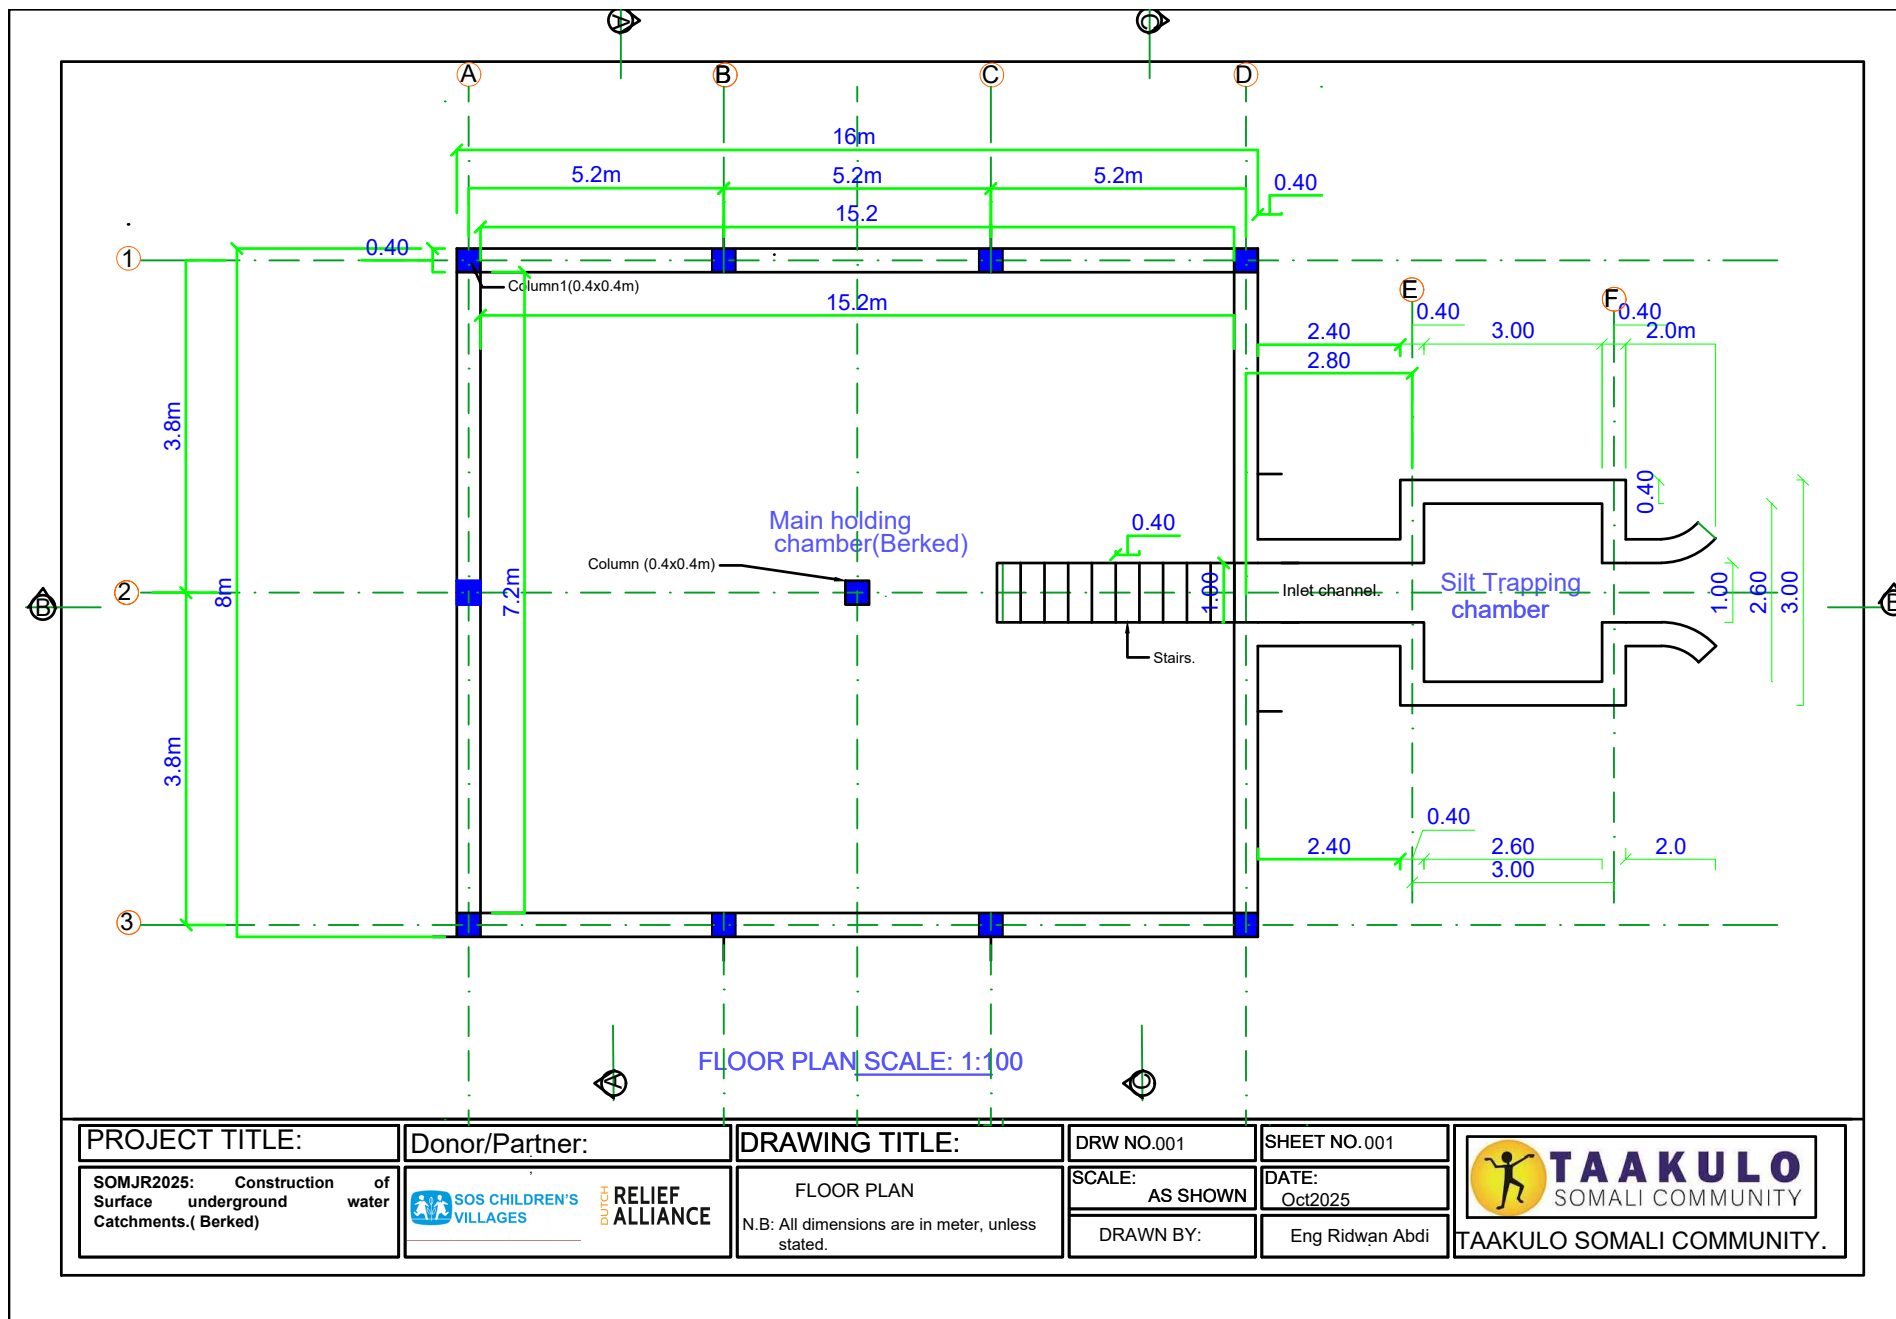 A
C
A
B
C
D
16m
5.2m
5.2m
5.2m
0.40
15.2
0.40
1
Column1(0.4x0.4m)
15.2m
E
F
0.40
0.40
2.40
3.00
2.0m
2.80
3.8m
0.40
Main holding
chamber(Berked)
0.40
Column (0.4x0.4m)
2
8m
7.2m
1.00
Inlet channel.
Silt Trapping
chamber
1.00
2.60
3.00
B
B
Stairs.
3.8m
0.40
2.40
2.60
2.0
3.00
3
FLOOR PLAN SCALE: 1:100
A
C
PROJECT TITLE:
SOMJR2025: Construction of
Surface underground water
Catchments.( Berked)
Donor/Partner:
SOS CHILDREN'S
VILLAGES
DUTCH
RELIEF
ALLIANCE
DRAWING TITLE:
FLOOR PLAN
N.B: All dimensions are in meter, unless
stated.
DRW NO.001
SHEET NO.001
SCALE:
AS SHOWN
DATE:
Oct2025
DRAWN BY:
Eng Ridwan Abdi
TAAKULO
SOMALI COMMUNITY
TAAKULO SOMALI COMMUNITY.